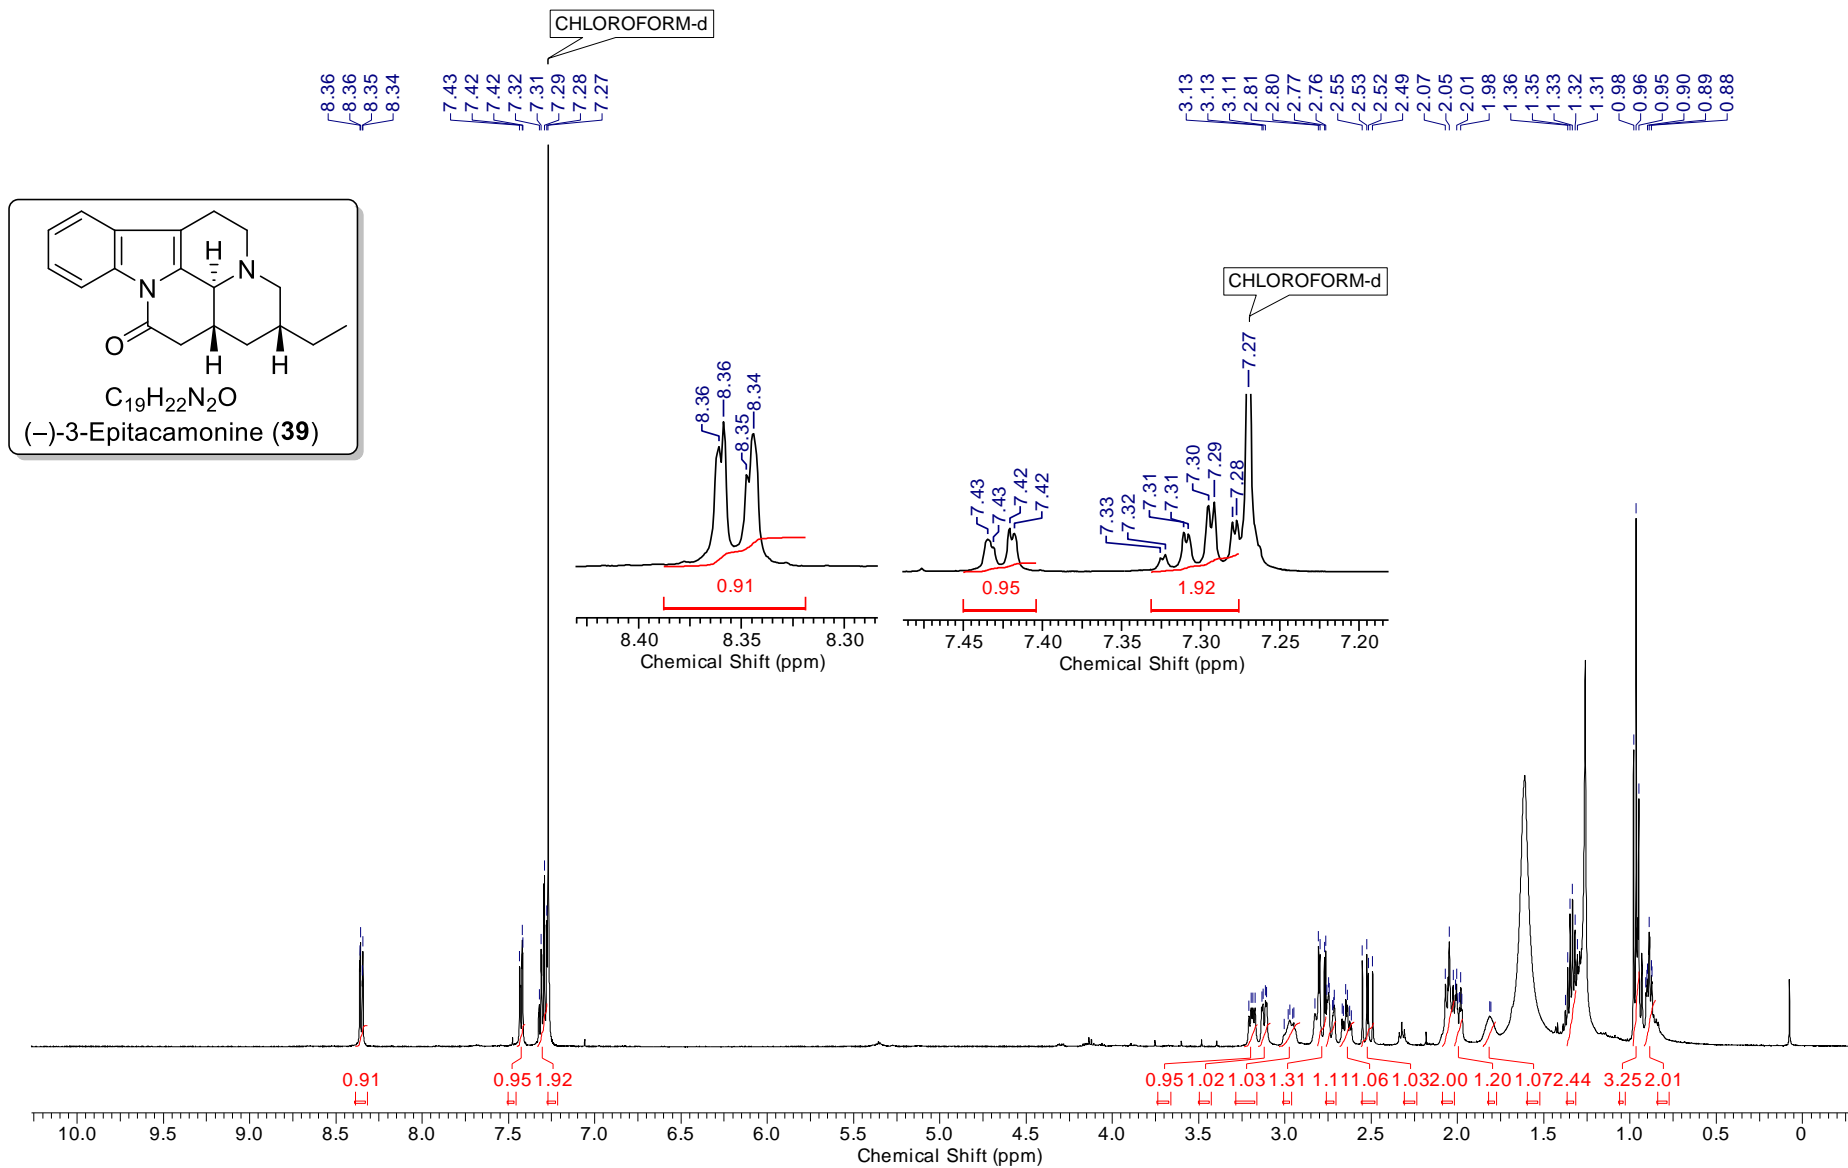 CHLOROFORM-d
8.36 8.36 8.35 8.34 7.43 7.42 7.42 7.32 7.31 7.29 7.28 7.27 3.13 3.13 3.11 2.81 2.80 2.77 2.76 2.55 2.53 2.52 2.49 2.07 2.05 2.01 1.98 1.36 1.35 1.33 1.32 1.31 0.98 0.96 0.95 0.90 0.89 0.88
H
N
N
O
H
H
C19H22N2O
(–)-3-Epitacamonine (39)
8.36 8.36 8.35 8.34
0.91
8.40 8.35 8.30
Chemical Shift (ppm)
CHLOROFORM-d
7.43 7.43 7.42 7.42 7.33 7.32 7.31 7.31 7.30 7.29 7.28 7.27
0.95 1.92
7.45 7.40 7.35 7.30 7.25 7.20
Chemical Shift (ppm)
0.91 0.95 1.92 0.95 1.02 1.03 1.31 1.11 1.06 1.03 2.00 1.20 1.07 2.44 3.25 2.01
10.0 9.5 9.0 8.5 8.0 7.5 7.0 6.5 6.0 5.5 5.0 4.5 4.0 3.5 3.0 2.5 2.0 1.5 1.0 0.5 0
Chemical Shift (ppm)